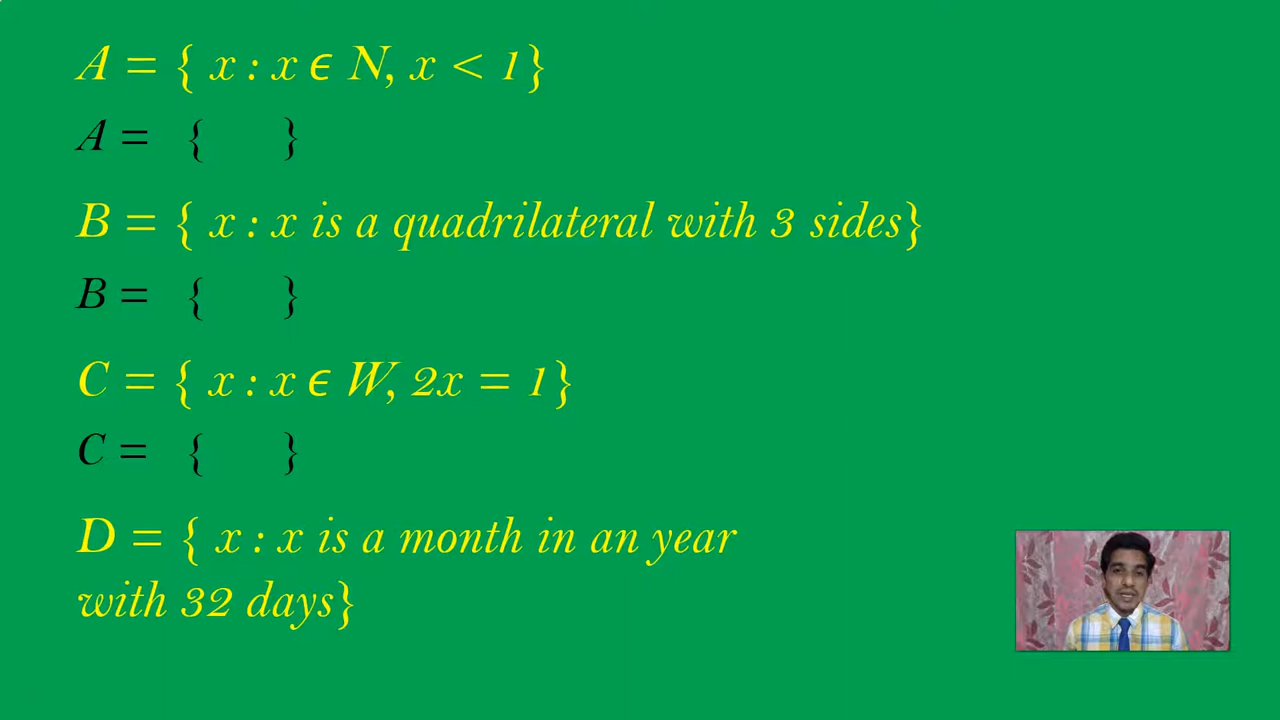 A = { x : x ϵ N, x < 1}
A = { }
B = { x : x is a quadrilateral with 3 sides}
B = { }
C = { x : x ϵ W, 2x = 1}
C = { }
D = { x : x is a month in an year
with 32 days}